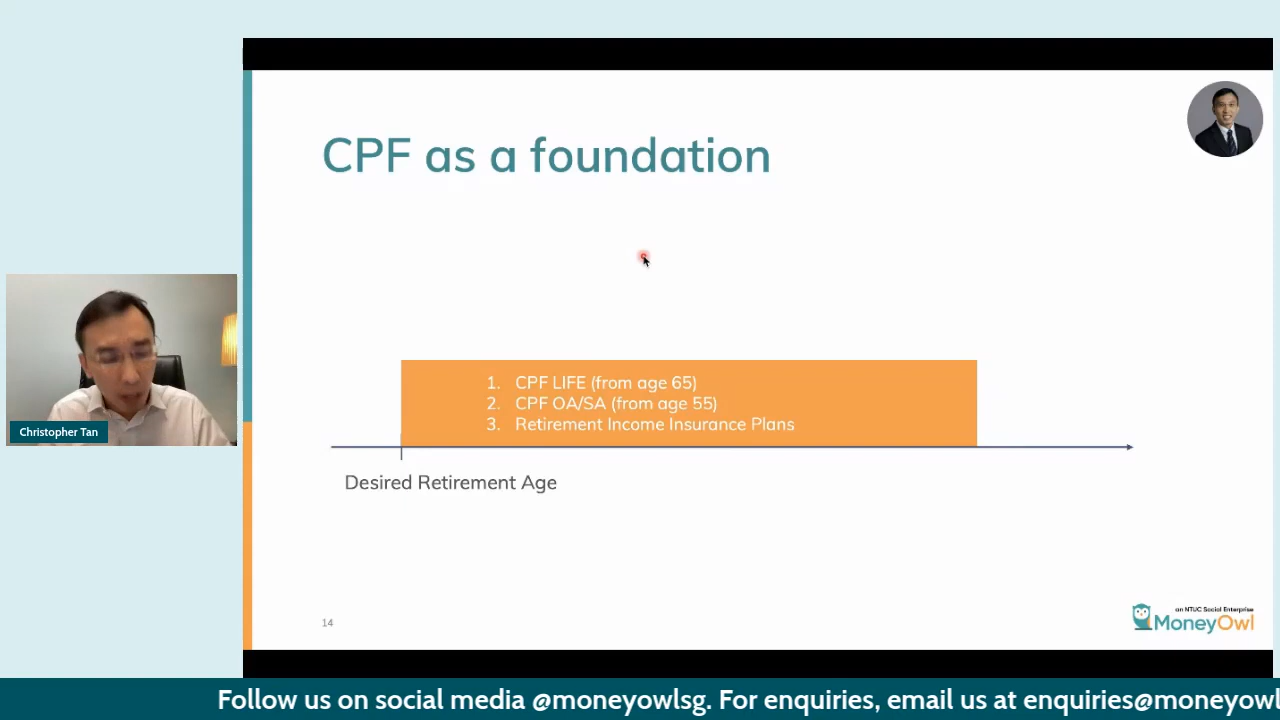 CPF as a foundation
1. CPF LIFE (from age 65)
2. CPF OA/SA (from age 55)
3. Retirement Income Insurance Plans
Desired Retirement Age
Christopher Tan
14
an NTUC Social Enterprise
MoneyOwl
Follow us on social media @moneyowlsg. For enquiries, email us at enquiries@moneyowl